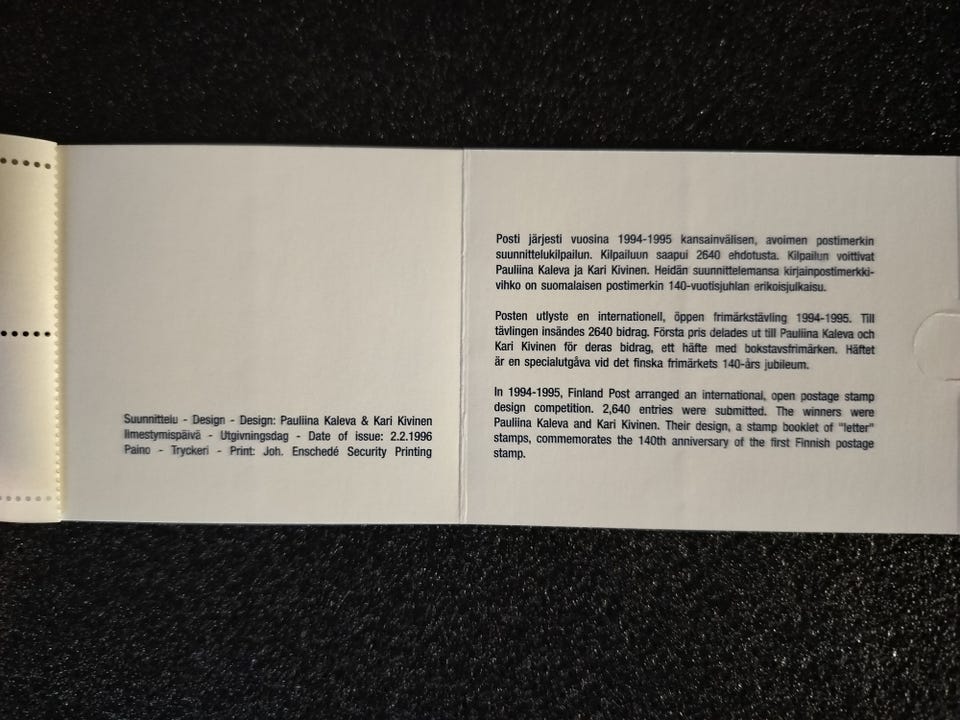 Suunnittelu - Design - Design: Pauliina Kaleva & Kari Kivinen
Ilmestymispäivä - Utgivningsdag - Date of issue: 2.2.1996
Paino - Tryckeri - Print: Joh. Enschedé Security Printing
Posti järjesti vuosina 1994-1995 kansainvälisen, avoimen postimerkin
suunnittelukilpailun. Kilpailuun saapui 2640 ehdotusta. Kilpailun voittivat
Pauliina Kaleva ja Kari Kivinen. Heidän suunnittelemansa kirjainpostimerkki-
vihko on suomalaisen postimerkin 140-vuotisjuhlan erikoisjulkaisu.
Posten utlyste en internationell, öppen frimärkstävling 1994-1995. Till
tävlingen insändes 2640 bidrag. Första pris delades ut till Pauliina Kaleva och
Kari Kivinen för deras bidrag, ett häfte med bokstavsfrimärken. Häftet
är en specialutgåva vid det finska frimärkets 140-års jubileum.
In 1994-1995, Finland Post arranged an international, open postage stamp
design competition. 2,640 entries were submitted. The winners were
Pauliina Kaleva and Kari Kivinen. Their design, a stamp booklet of "letter"
stamps, commemorates the 140th anniversary of the first Finnish postage
stamp.